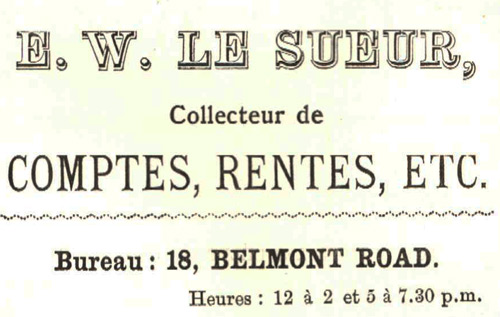 E. W. LE SUEUR,
Collecteur de
COMPTES, RENTES, ETC.
Bureau : 18, BELMONT ROAD.
Heures : 12 à 2 et 5 à 7.30 p.m.